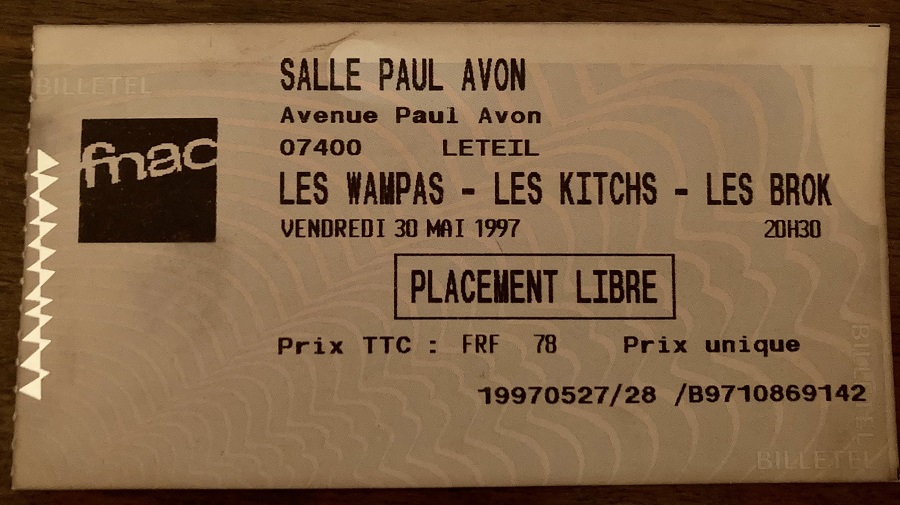 BILLETEL
fnac
SALLE PAUL AVON
Avenue Paul Avon
07400 LETEIL
LES WAMPAS - LES KITCHS - LES BROK
VENDREDI 30 MAI 1997 20H30
PLACEMENT LIBRE
Prix TTC : FRF 78 Prix unique
19970527/28 /B9710869142
BILLETEL
BILLETEL